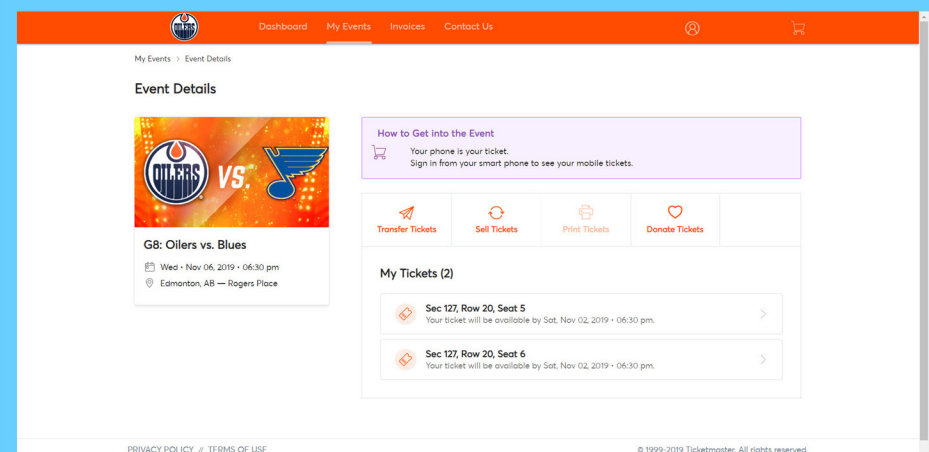 OILERS
Dashboard My Events Invoices Contact Us
My Events > Event Details
Event Details
OILERS VS.
G8: Oilers vs. Blues
Wed • Nov 06, 2019 • 06:30 pm
Edmonton, AB — Rogers Place
How to Get into the Event
Your phone is your ticket.
Sign in from your smart phone to see your mobile tickets.
Transfer Tickets Sell Tickets Print Tickets Donate Tickets
My Tickets (2)
Sec 127, Row 20, Seat 5
Your ticket will be available by Sat, Nov 02, 2019 • 06:30 pm.
Sec 127, Row 20, Seat 6
Your ticket will be available by Sat, Nov 02, 2019 • 06:30 pm.
PRIVACY POLICY // TERMS OF USE
© 1999-2019 Ticketmaster. All rights reserved.